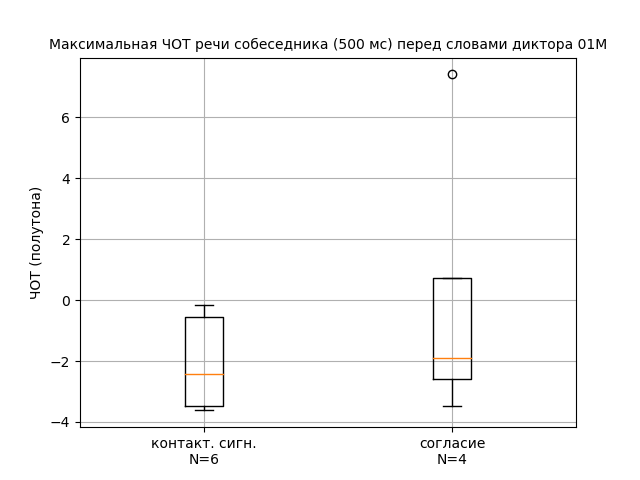 Максимальная ЧОТ речи собеседника (500 мс) перед словами диктора 01М
ЧОТ (полутона)
6
4
2
0
−2
−4
контакт. сигн.
N=6
согласие
N=4